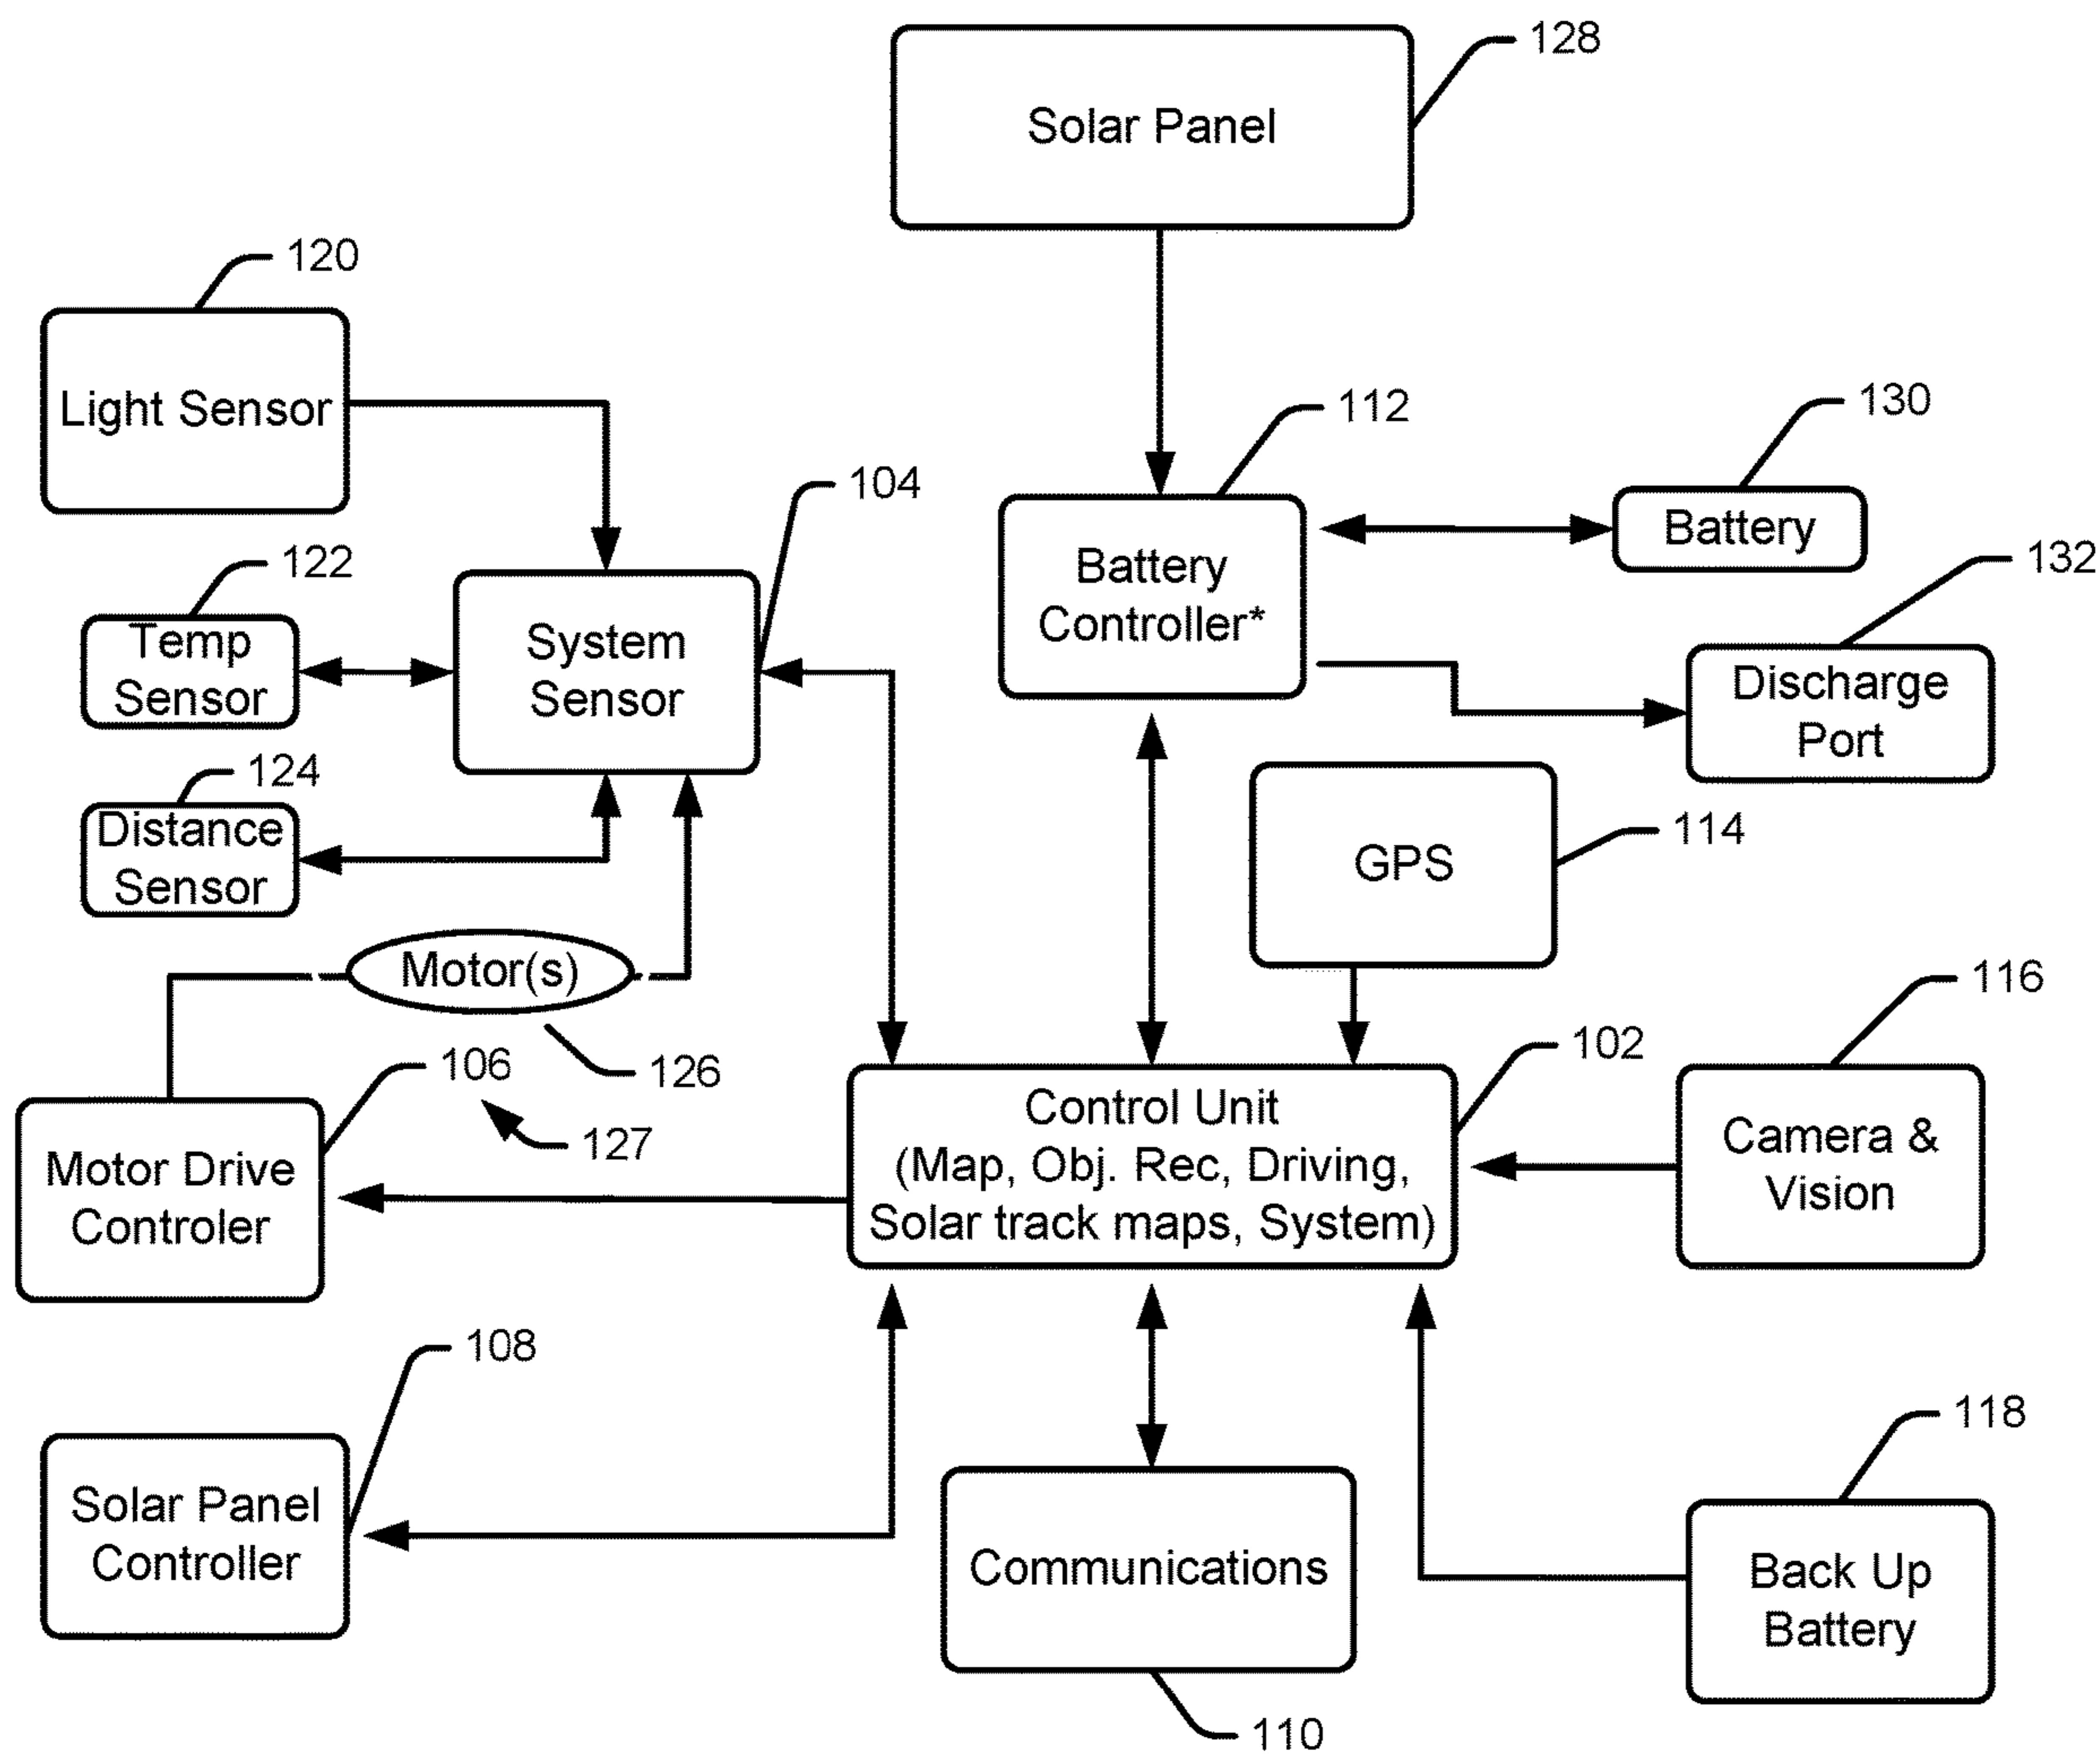 128
Solar Panel
120
Light Sensor
112
130
Battery
104
Battery
Controller*
122
Temp
Sensor
System
Sensor
132
Discharge
Port
124
Distance
Sensor
GPS
114
Motor(s)
126
116
Camera &
Vision
106
127
Motor Drive
Controler
102
Control Unit
(Map, Obj. Rec, Driving,
Solar track maps, System)
108
Solar Panel
Controller
Communications
110
118
Back Up
Battery